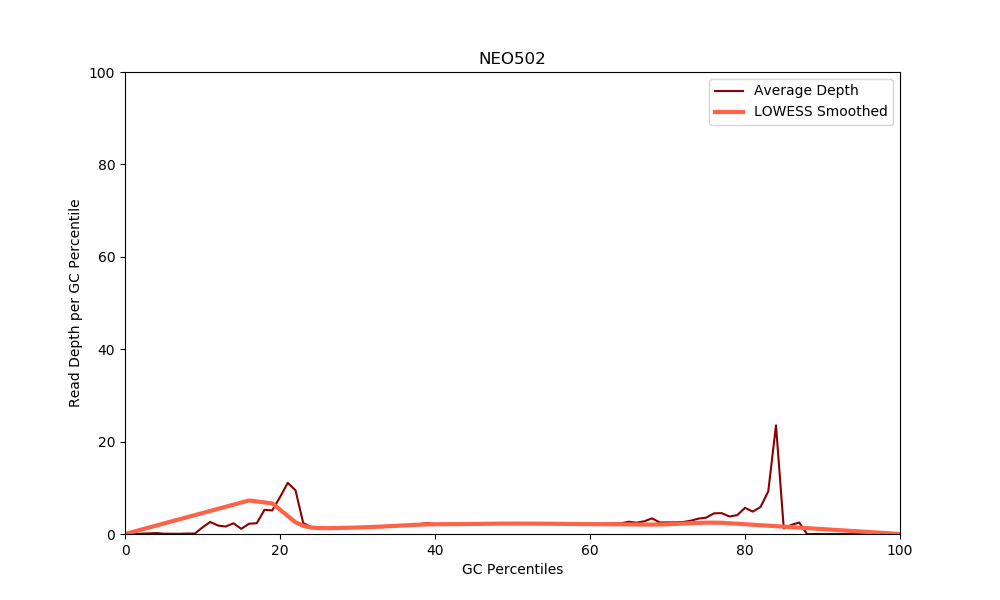 NEO502
Average Depth
LOWESS Smoothed
Read Depth per GC Percentile
100
80
60
40
20
0
0 20 40 60 80 100
GC Percentiles